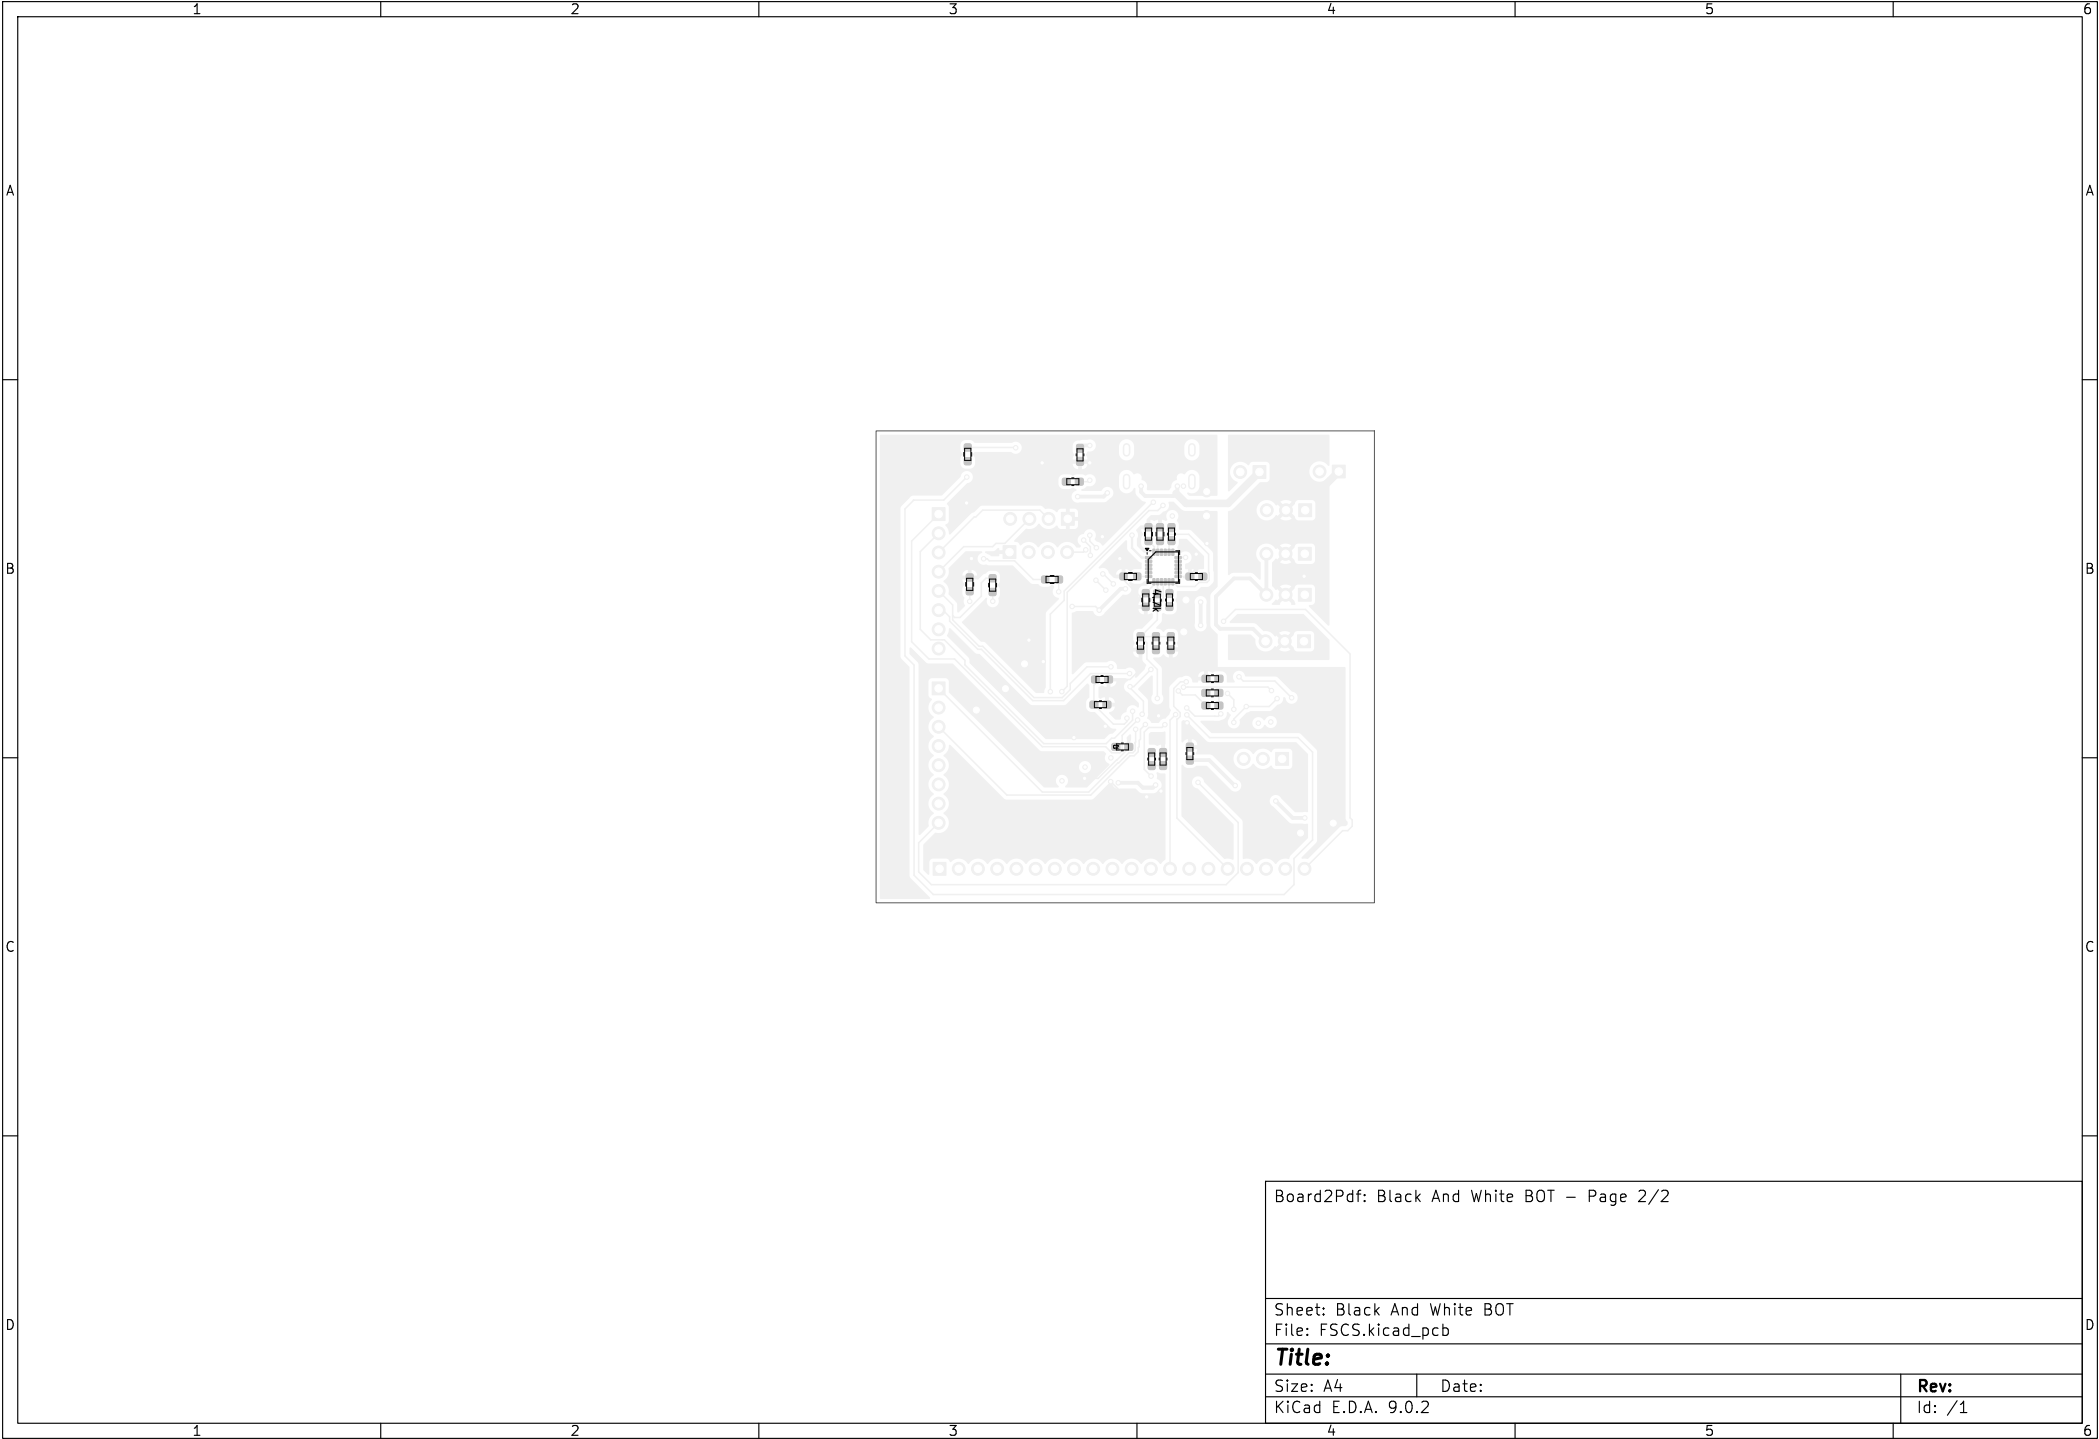 1 2 3 4 5 6
A A
B B
4.7k
C C
Board2Pdf: Black And White BOT – Page 2/2
Sheet: Black And White BOT
D D
File: FSCS.kicad_pcb
Title:
Size: A4 Date: Rev:
KiCad E.D.A. 9.0.2 Id: /1
1 2 3 4 5 6